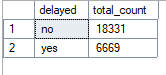 delayed total_count
1 no 18331
2 yes 6669